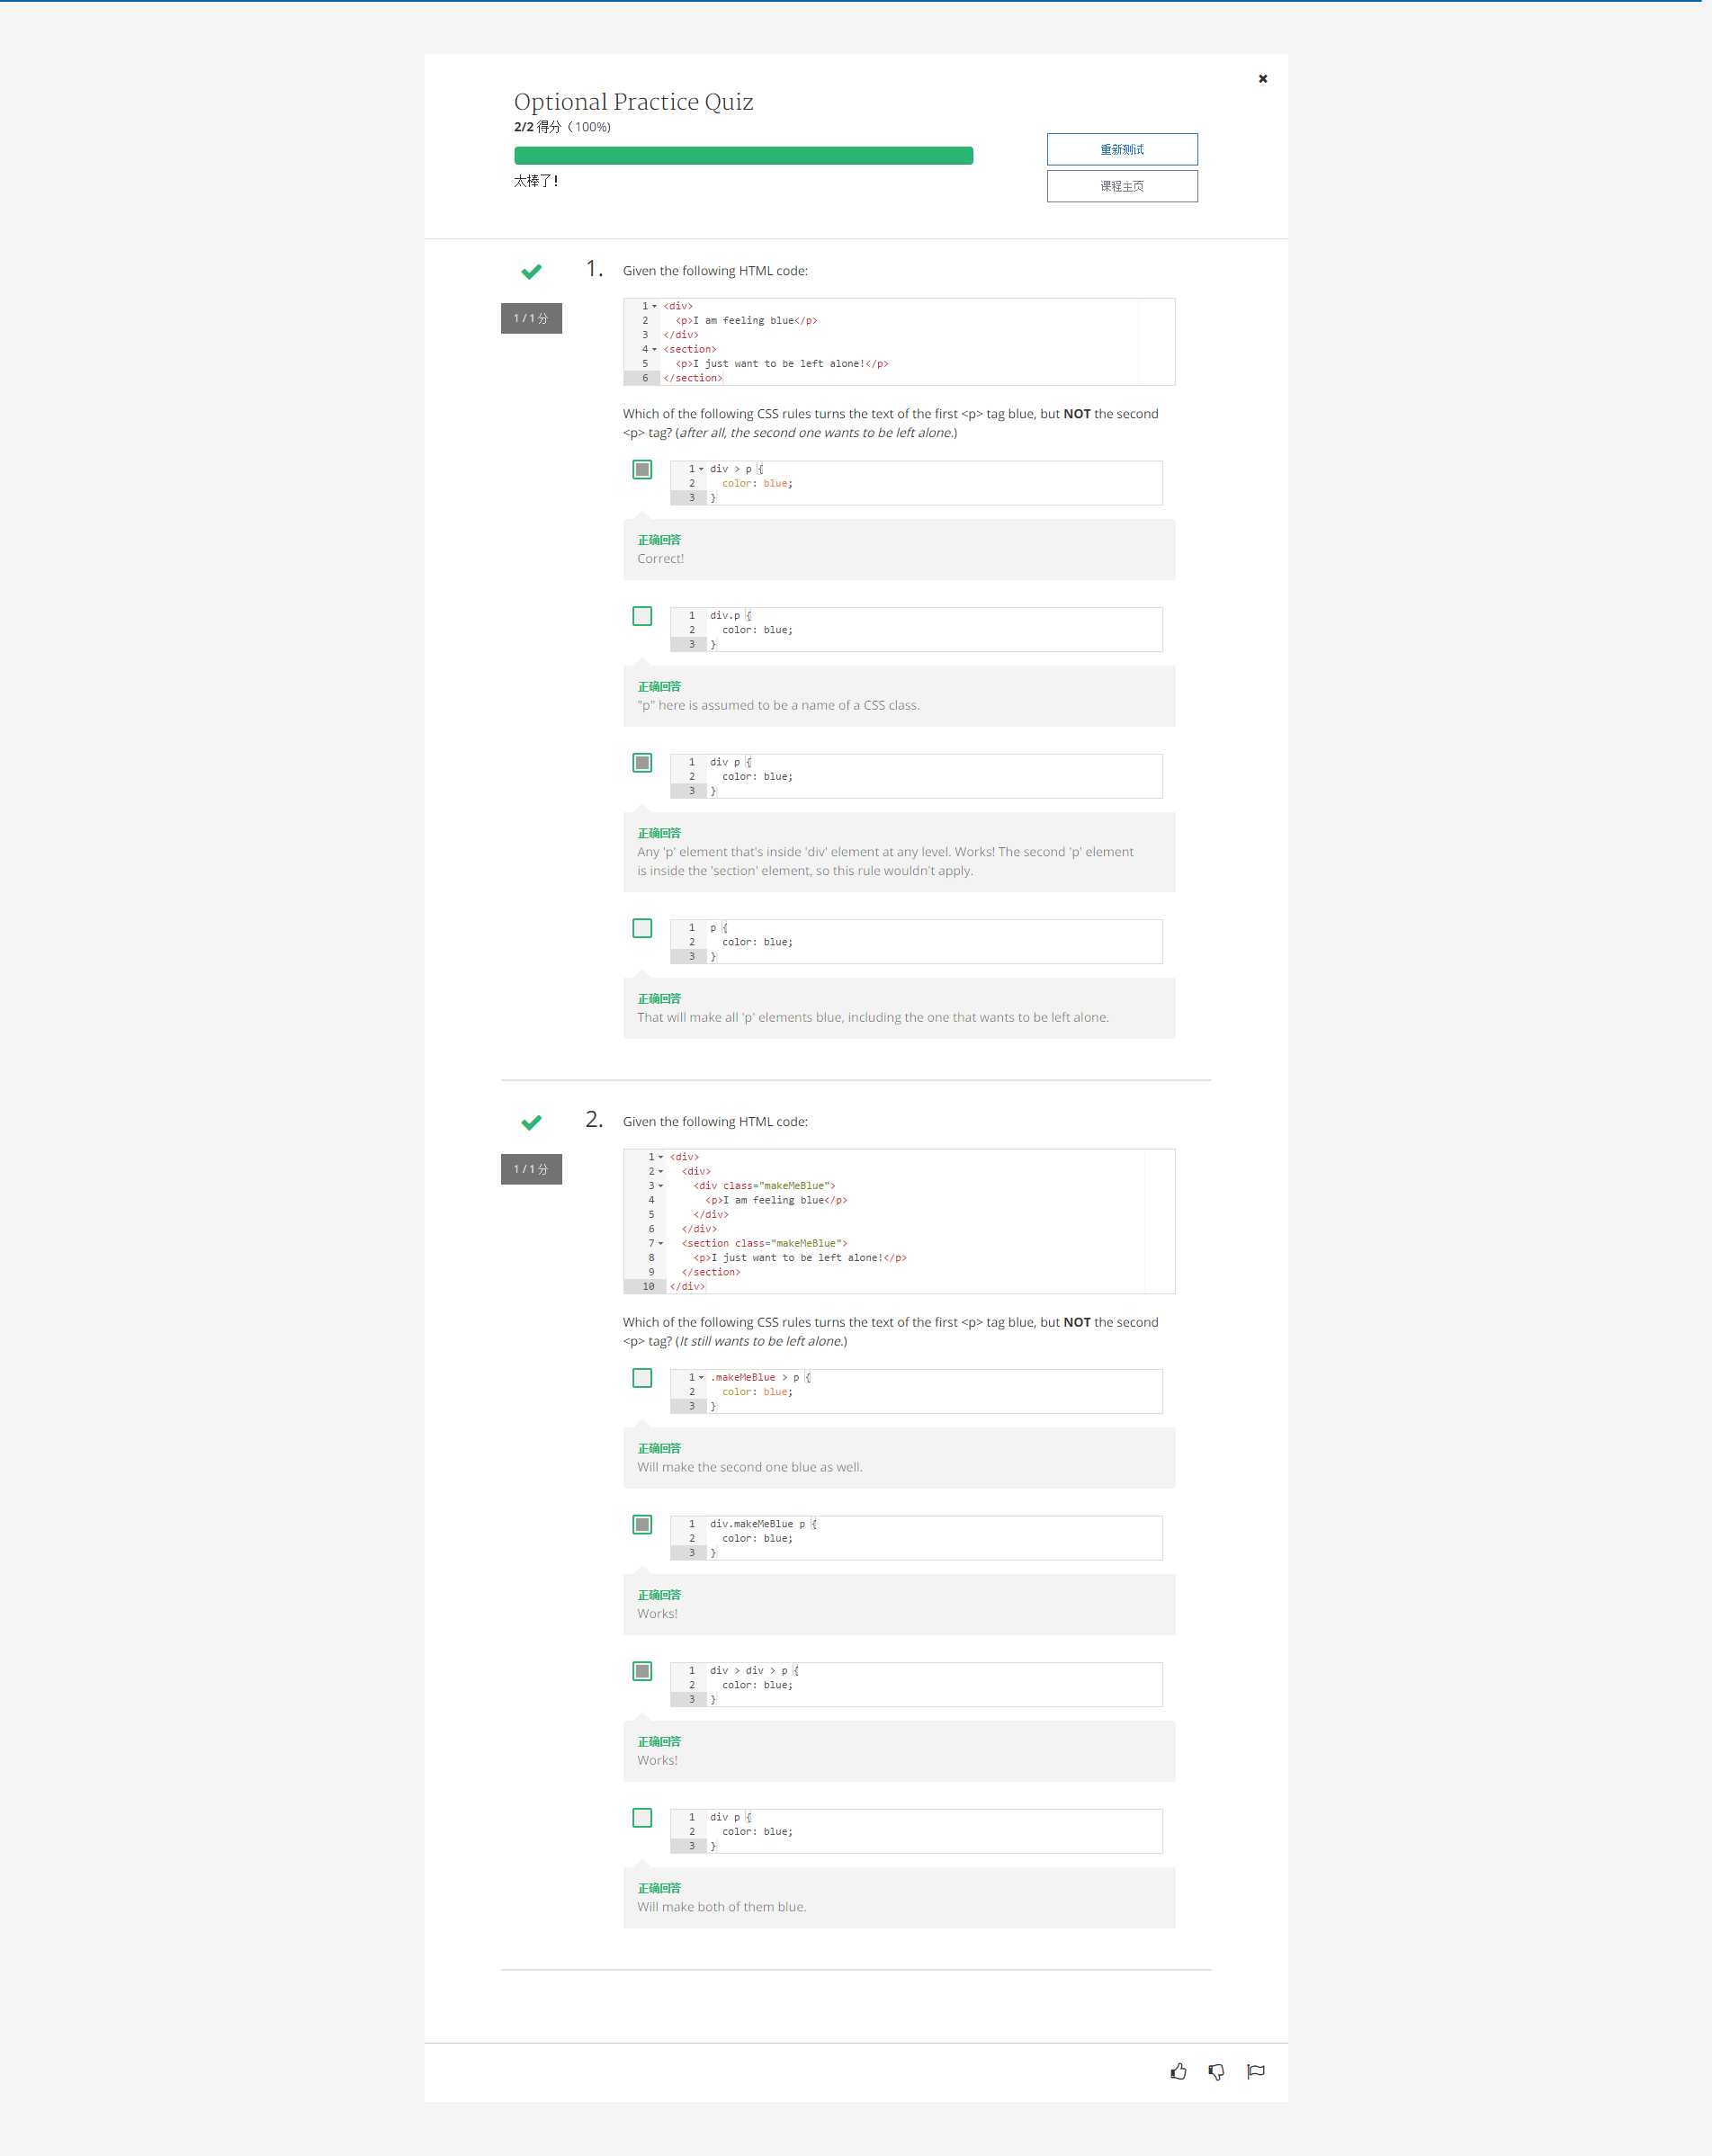 Optional Practice Quiz
2/2 得分 (100%)
太棒了!
重新测试
课程主页
1 / 1 分
1.
Given the following HTML code:
1 <div>
2   <p>I am feeling blue</p>
3 </div>
4 <section>
5   <p>I just want to be left alone!</p>
6 </section>
Which of the following CSS rules turns the text of the first <p> tag blue, but NOT the second
<p> tag? (after all, the second one wants to be left alone.)
1 div > p {
2   color: blue;
3 }
正确回答
Correct!
1 div.p {
2   color: blue;
3 }
正确回答
"p" here is assumed to be a name of a CSS class.
1 div p {
2   color: blue;
3 }
正确回答
Any 'p' element that's inside 'div' element at any level. Works! The second 'p' element
is inside the 'section' element, so this rule wouldn't apply.
1 p {
2   color: blue;
3 }
正确回答
That will make all 'p' elements blue, including the one that wants to be left alone.
1 / 1 分
2.
Given the following HTML code:
1 <div>
2   <div>
3     <div class="makeMeBlue">
4       <p>I am feeling blue</p>
5     </div>
6   </div>
7   <section class="makeMeBlue">
8     <p>I just want to be left alone!</p>
9   </section>
10 </div>
Which of the following CSS rules turns the text of the first <p> tag blue, but NOT the second
<p> tag? (It still wants to be left alone.)
1 .makeMeBlue > p {
2   color: blue;
3 }
正确回答
Will make the second one blue as well.
1 div.makeMeBlue p {
2   color: blue;
3 }
正确回答
Works!
1 div > div > p {
2   color: blue;
3 }
正确回答
Works!
1 div p {
2   color: blue;
3 }
正确回答
Will make both of them blue.